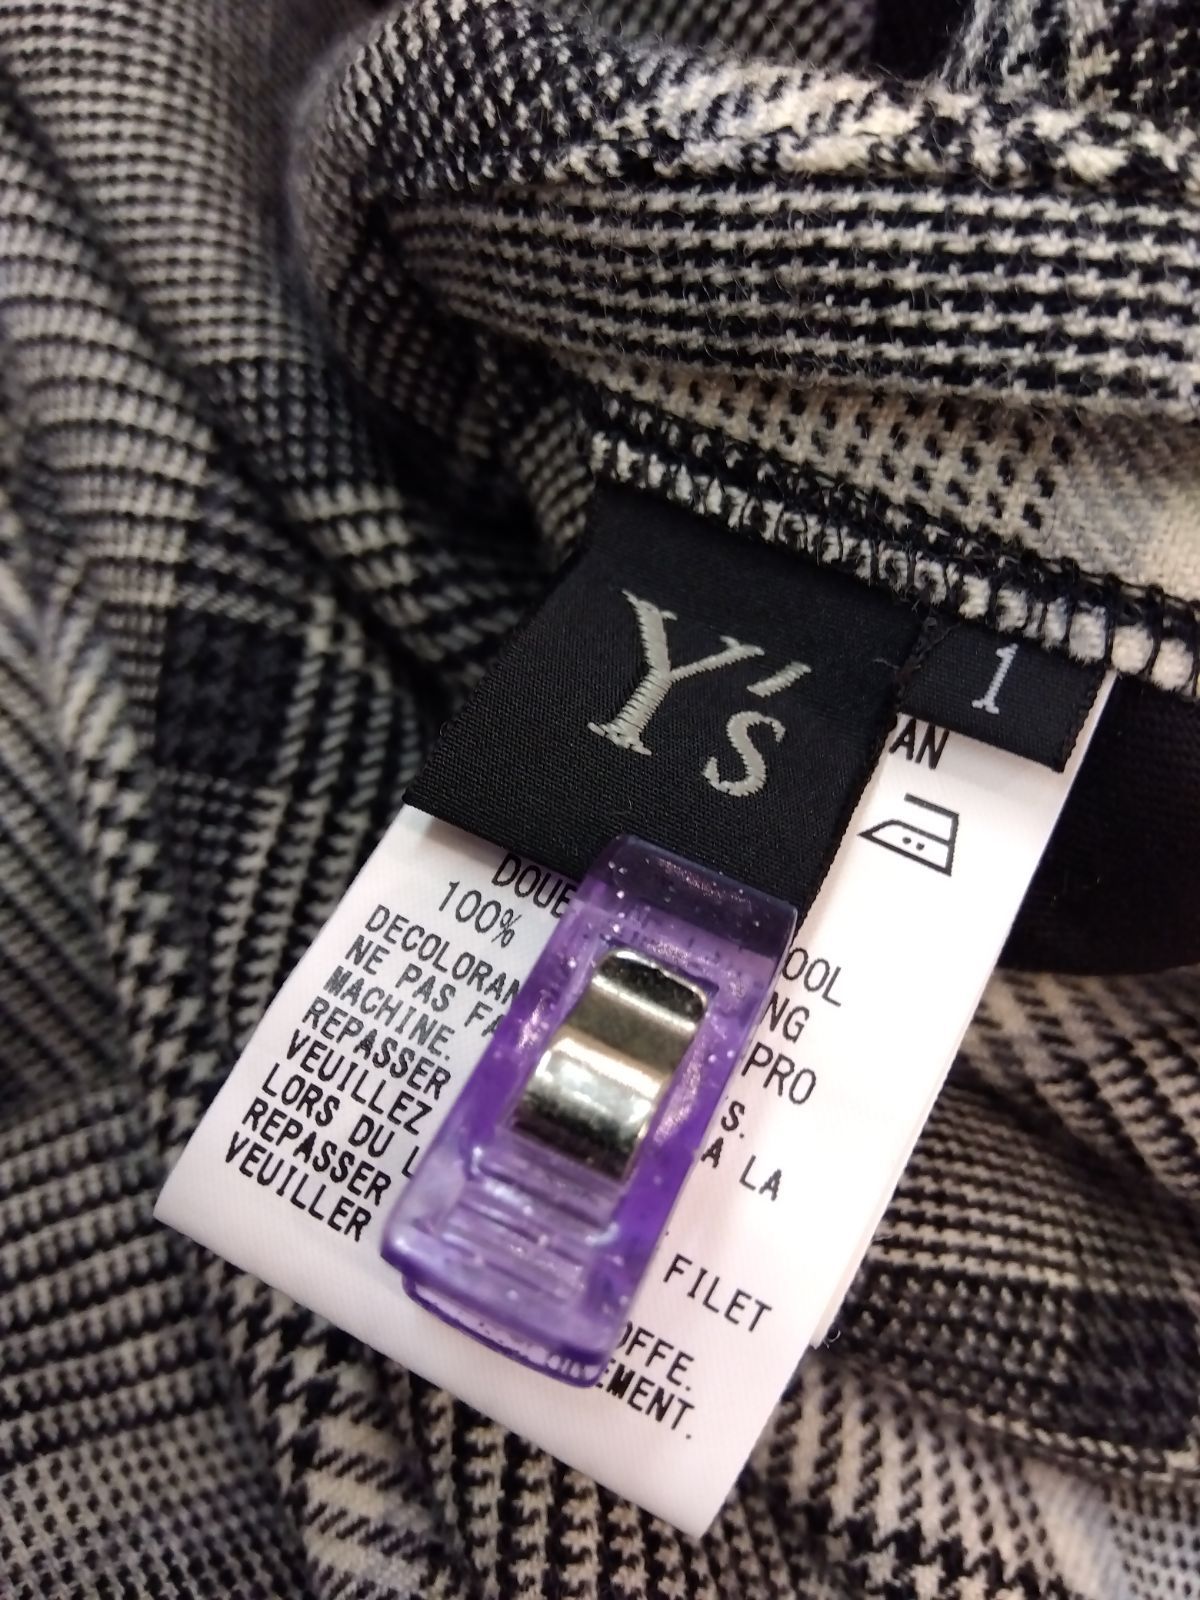 Y's
1
AN
DOUB
100%
OOL
DECOLORAN NG
NE PAS FA PRO
MACHINE.
REPASSER S.
VEUILLEZ A LA
LORS DU L
REPASSER FILET
VEUILLER OFFE.
EMENT.